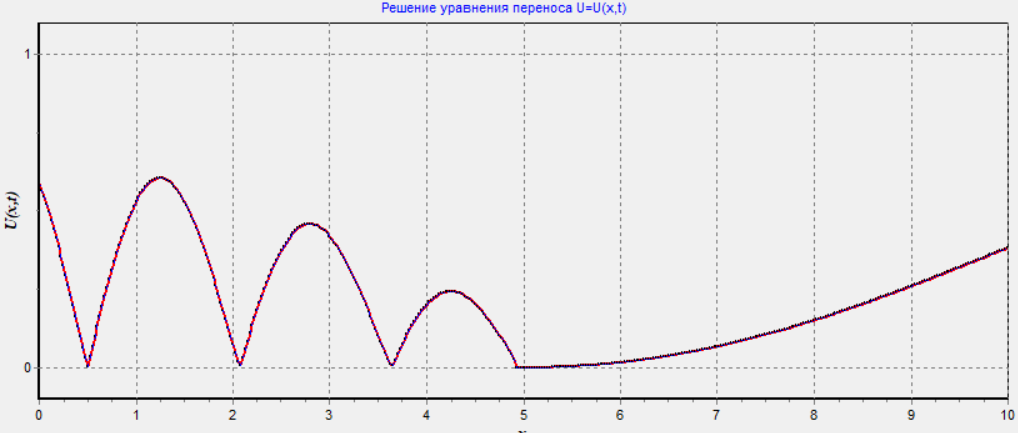 Решение уравнения переноса U=U(x,t)
1
U(x,t)
0
0 1 2 3 4 5 6 7 8 9 10